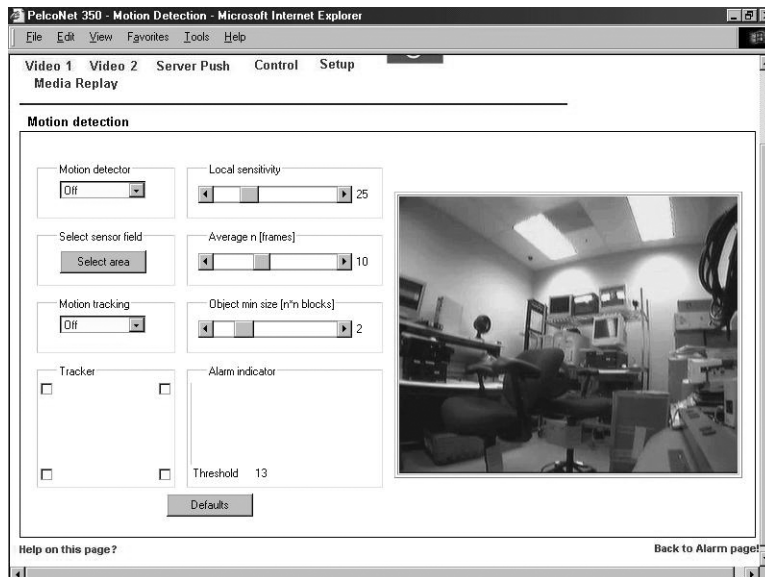 PelcoNet 350 - Motion Detection - Microsoft Internet Explorer
File Edit View Favorites Tools Help
Video 1 Video 2 Server Push Control Setup
Media Replay
Motion detection
Motion detector
Off
Local sensitivity
25
Select sensor field
Select area
Average n [frames]
10
Motion tracking
Off
Object min size [n*n blocks]
2
Tracker
Alarm indicator
Threshold 13
Defaults
Help on this page?
Back to Alarm page!